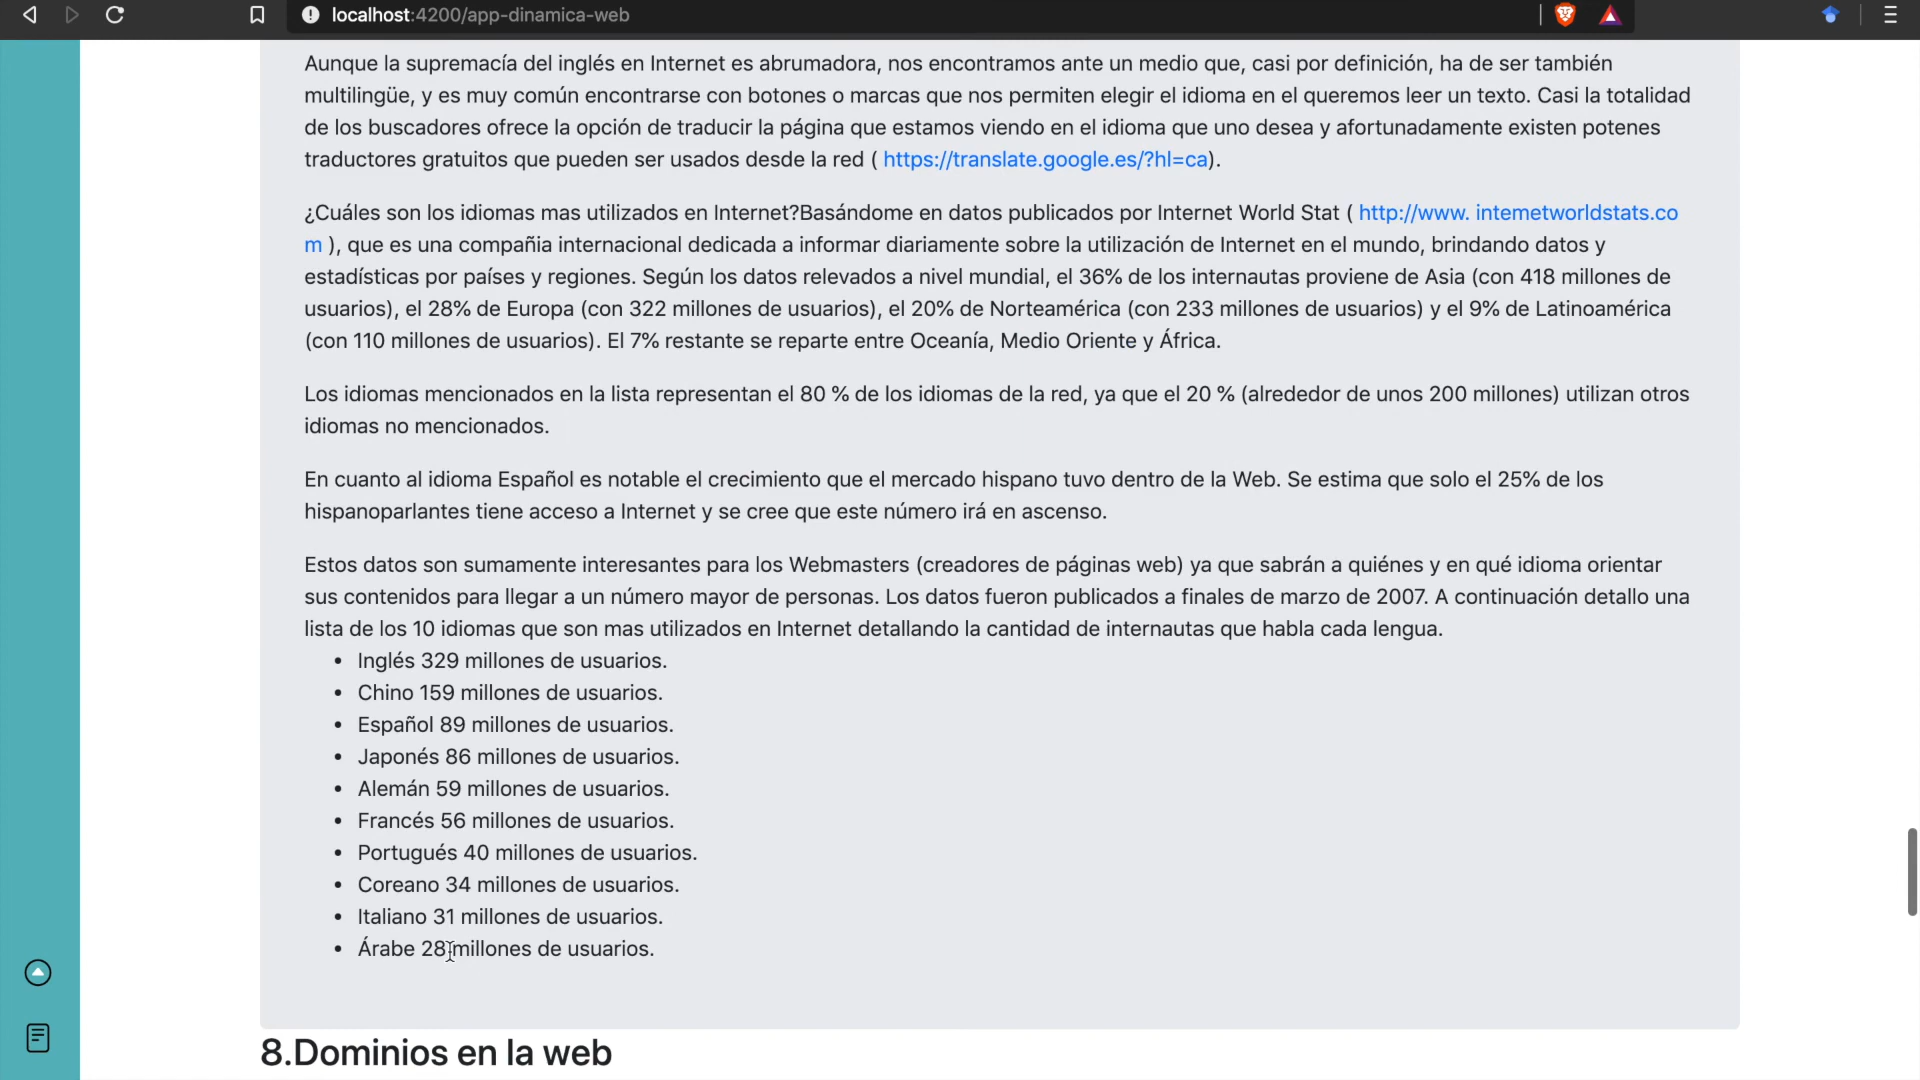 localhost:4200/app-dinamica-web
Aunque la supremacía del inglés en Internet es abrumadora, nos encontramos ante un medio que, casi por definición, ha de ser también
multilingüe, y es muy común encontrarse con botones o marcas que nos permiten elegir el idioma en el queremos leer un texto. Casi la totalidad
de los buscadores ofrece la opción de traducir la página que estamos viendo en el idioma que uno desea y afortunadamente existen potenes
traductores gratuitos que pueden ser usados desde la red ( https://translate.google.es/?hl=ca).
¿Cuáles son los idiomas mas utilizados en Internet?Basándome en datos publicados por Internet World Stat ( http://www. intemetworldstats.co
m ), que es una compañia internacional dedicada a informar diariamente sobre la utilización de Internet en el mundo, brindando datos y
estadísticas por países y regiones. Según los datos relevados a nivel mundial, el 36% de los internautas proviene de Asia (con 418 millones de
usuarios), el 28% de Europa (con 322 millones de usuarios), el 20% de Norteamérica (con 233 millones de usuarios) y el 9% de Latinoamérica
(con 110 millones de usuarios). El 7% restante se reparte entre Oceanía, Medio Oriente y África.
Los idiomas mencionados en la lista representan el 80 % de los idiomas de la red, ya que el 20 % (alrededor de unos 200 millones) utilizan otros
idiomas no mencionados.
En cuanto al idioma Español es notable el crecimiento que el mercado hispano tuvo dentro de la Web. Se estima que solo el 25% de los
hispanoparlantes tiene acceso a Internet y se cree que este número irá en ascenso.
Estos datos son sumamente interesantes para los Webmasters (creadores de páginas web) ya que sabrán a quiénes y en qué idioma orientar
sus contenidos para llegar a un número mayor de personas. Los datos fueron publicados a finales de marzo de 2007. A continuación detallo una
lista de los 10 idiomas que son mas utilizados en Internet detallando la cantidad de internautas que habla cada lengua.
• Inglés 329 millones de usuarios.
• Chino 159 millones de usuarios.
• Español 89 millones de usuarios.
• Japonés 86 millones de usuarios.
• Alemán 59 millones de usuarios.
• Francés 56 millones de usuarios.
• Portugués 40 millones de usuarios.
• Coreano 34 millones de usuarios.
• Italiano 31 millones de usuarios.
• Árabe 28 millones de usuarios.
8.Dominios en la web